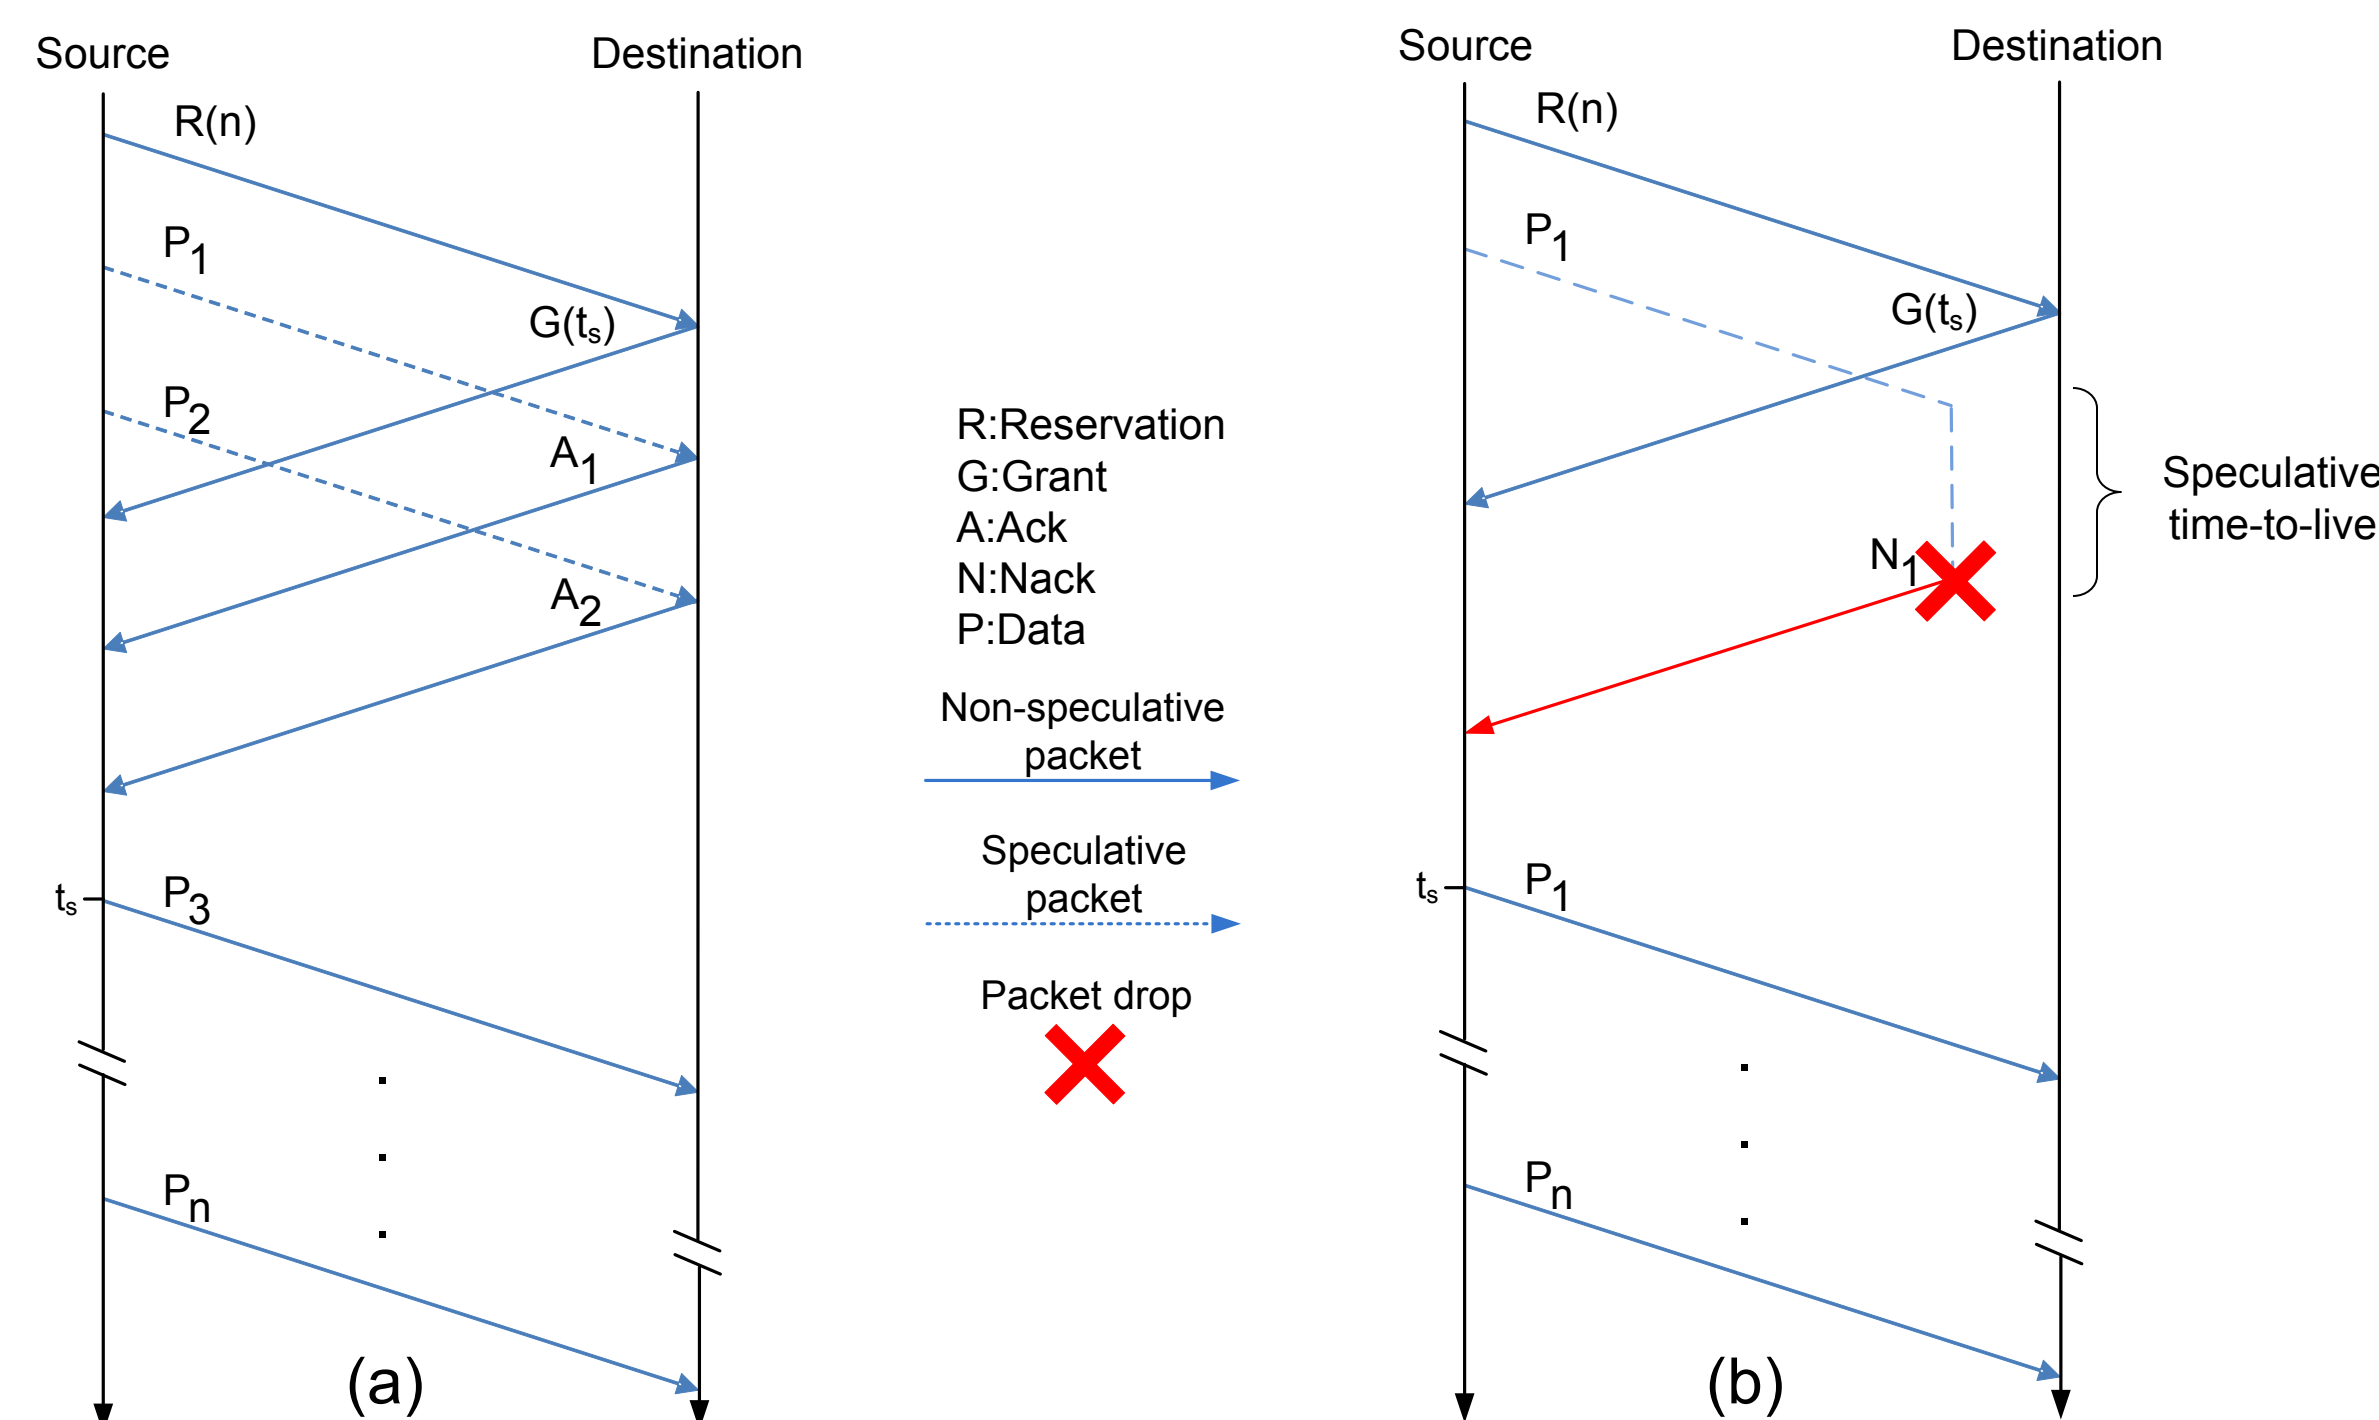 Source
Destination
R(n)
P1
G(ts)
P2
A1
A2
ts
P3
Pn
(a)
R:Reservation
G:Grant
A:Ack
N:Nack
P:Data
Non-speculative
packet
Speculative
packet
Packet drop
Source
Destination
R(n)
P1
G(ts)
Speculative
time-to-live
N1
ts
P1
Pn
(b)